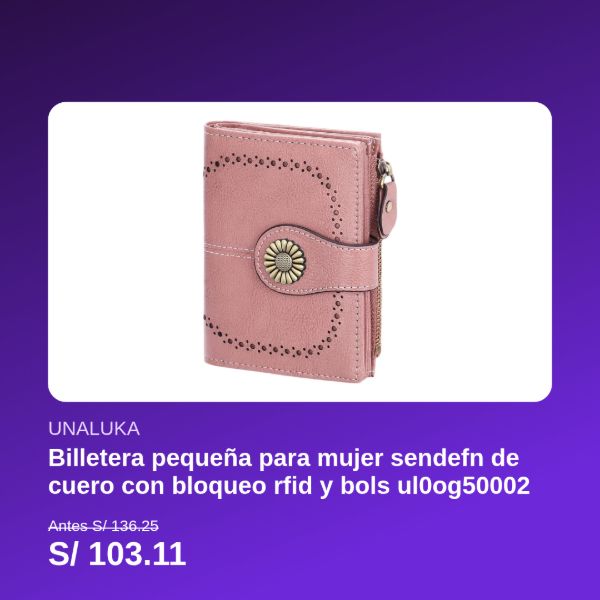 UNALUKA
Billetera pequeña para mujer sendefn de
cuero con bloqueo rfid y bols ul0og50002
Antes S/ 136.25
S/ 103.11